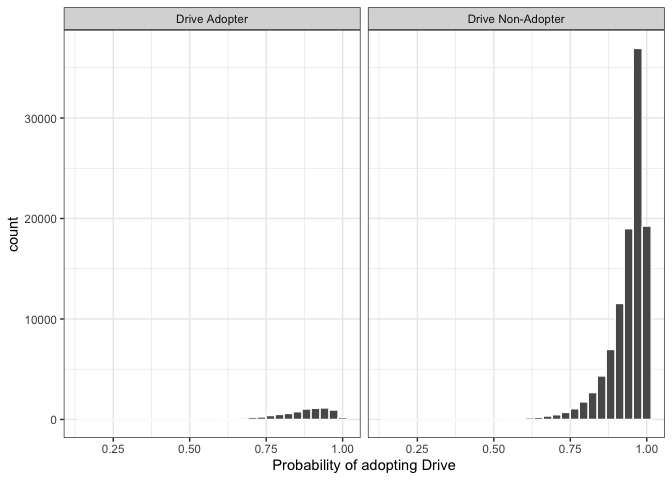 Drive Adopter
Drive Non-Adopter
30000
20000
10000
0
count
0.25 0.50 0.75 1.00
0.25 0.50 0.75 1.00
Probability of adopting Drive